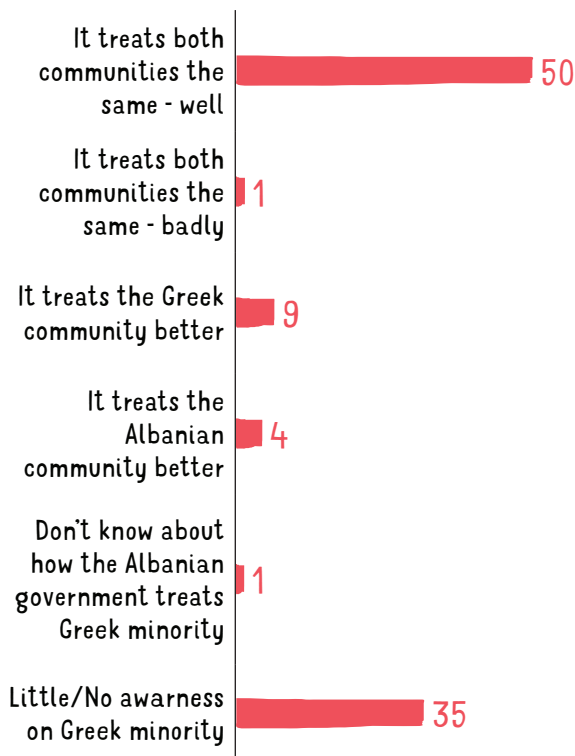 It treats both
communities the
same - well
50
It treats both
communities the
same - badly
1
It treats the Greek
community better
9
It treats the
Albanian
community better
4
Don't know about
how the Albanian
government treats
Greek minority
1
Little/No awarness
on Greek minority
35